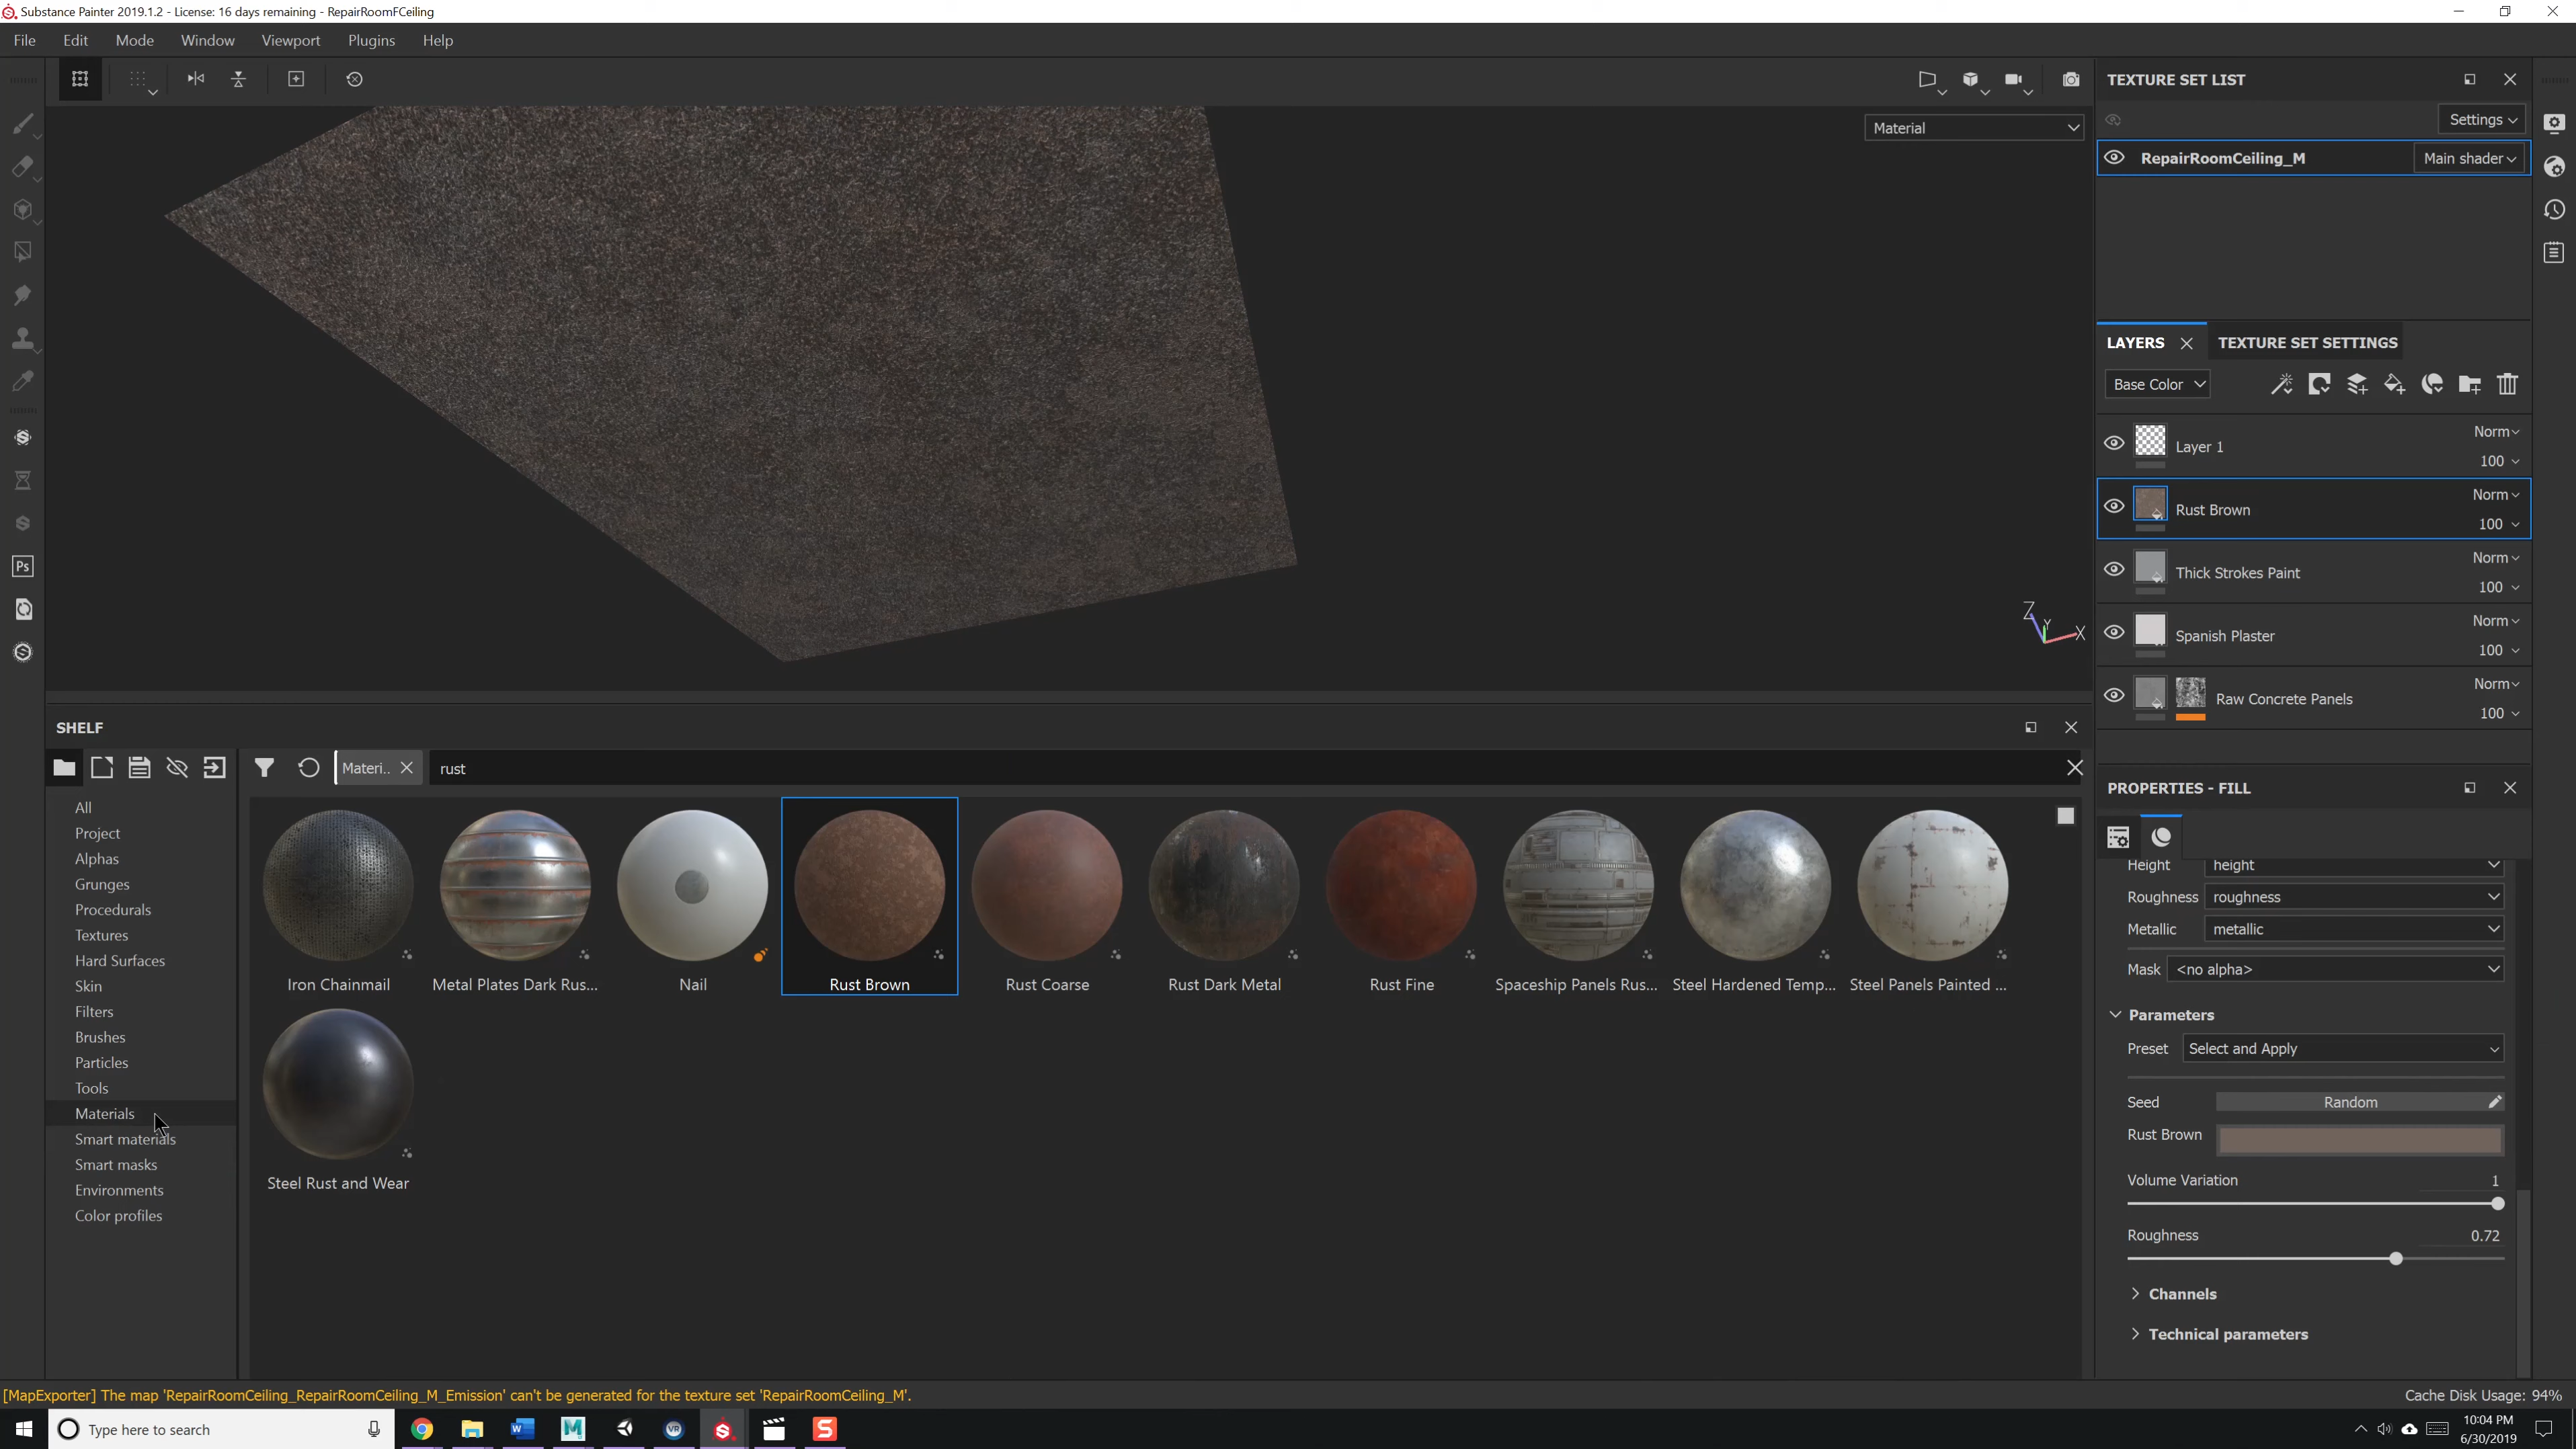 Substance Painter 2019.1.2 - License: 16 days remaining - RepairRoomFCeiling
File Edit Mode Window Viewport Plugins Help
Material
TEXTURE SET LIST
Settings
RepairRoomCeiling_M Main shader
LAYERS TEXTURE SET SETTINGS
Base Color
Layer 1 Norm
100
Rust Brown Norm
100
Thick Strokes Paint Norm
100
Spanish Plaster Norm
100
Raw Concrete Panels Norm
100
Z Y X
SHELF
Materi.. rust
All
Project
Alphas
Grunges
Procedurals
Textures
Hard Surfaces
Skin
Filters
Brushes
Particles
Tools
Materials
Smart materials
Smart masks
Environments
Color profiles
Iron Chainmail Metal Plates Dark Rus... Nail Rust Brown Rust Coarse Rust Dark Metal Rust Fine Spaceship Panels Rus... Steel Hardened Temp... Steel Panels Painted ...
Steel Rust and Wear
PROPERTIES - FILL
Height height
Roughness roughness
Metallic metallic
Mask <no alpha>
Parameters
Preset Select and Apply
Seed Random
Rust Brown
Volume Variation 1
Roughness 0.72
Channels
Technical parameters
[MapExporter] The map 'RepairRoomCeiling_RepairRoomCeiling_M_Emission' can't be generated for the texture set 'RepairRoomCeiling_M'.
Cache Disk Usage: 94%
Type here to search
Ps
W
M
VR
S
10:04 PM
6/30/2019